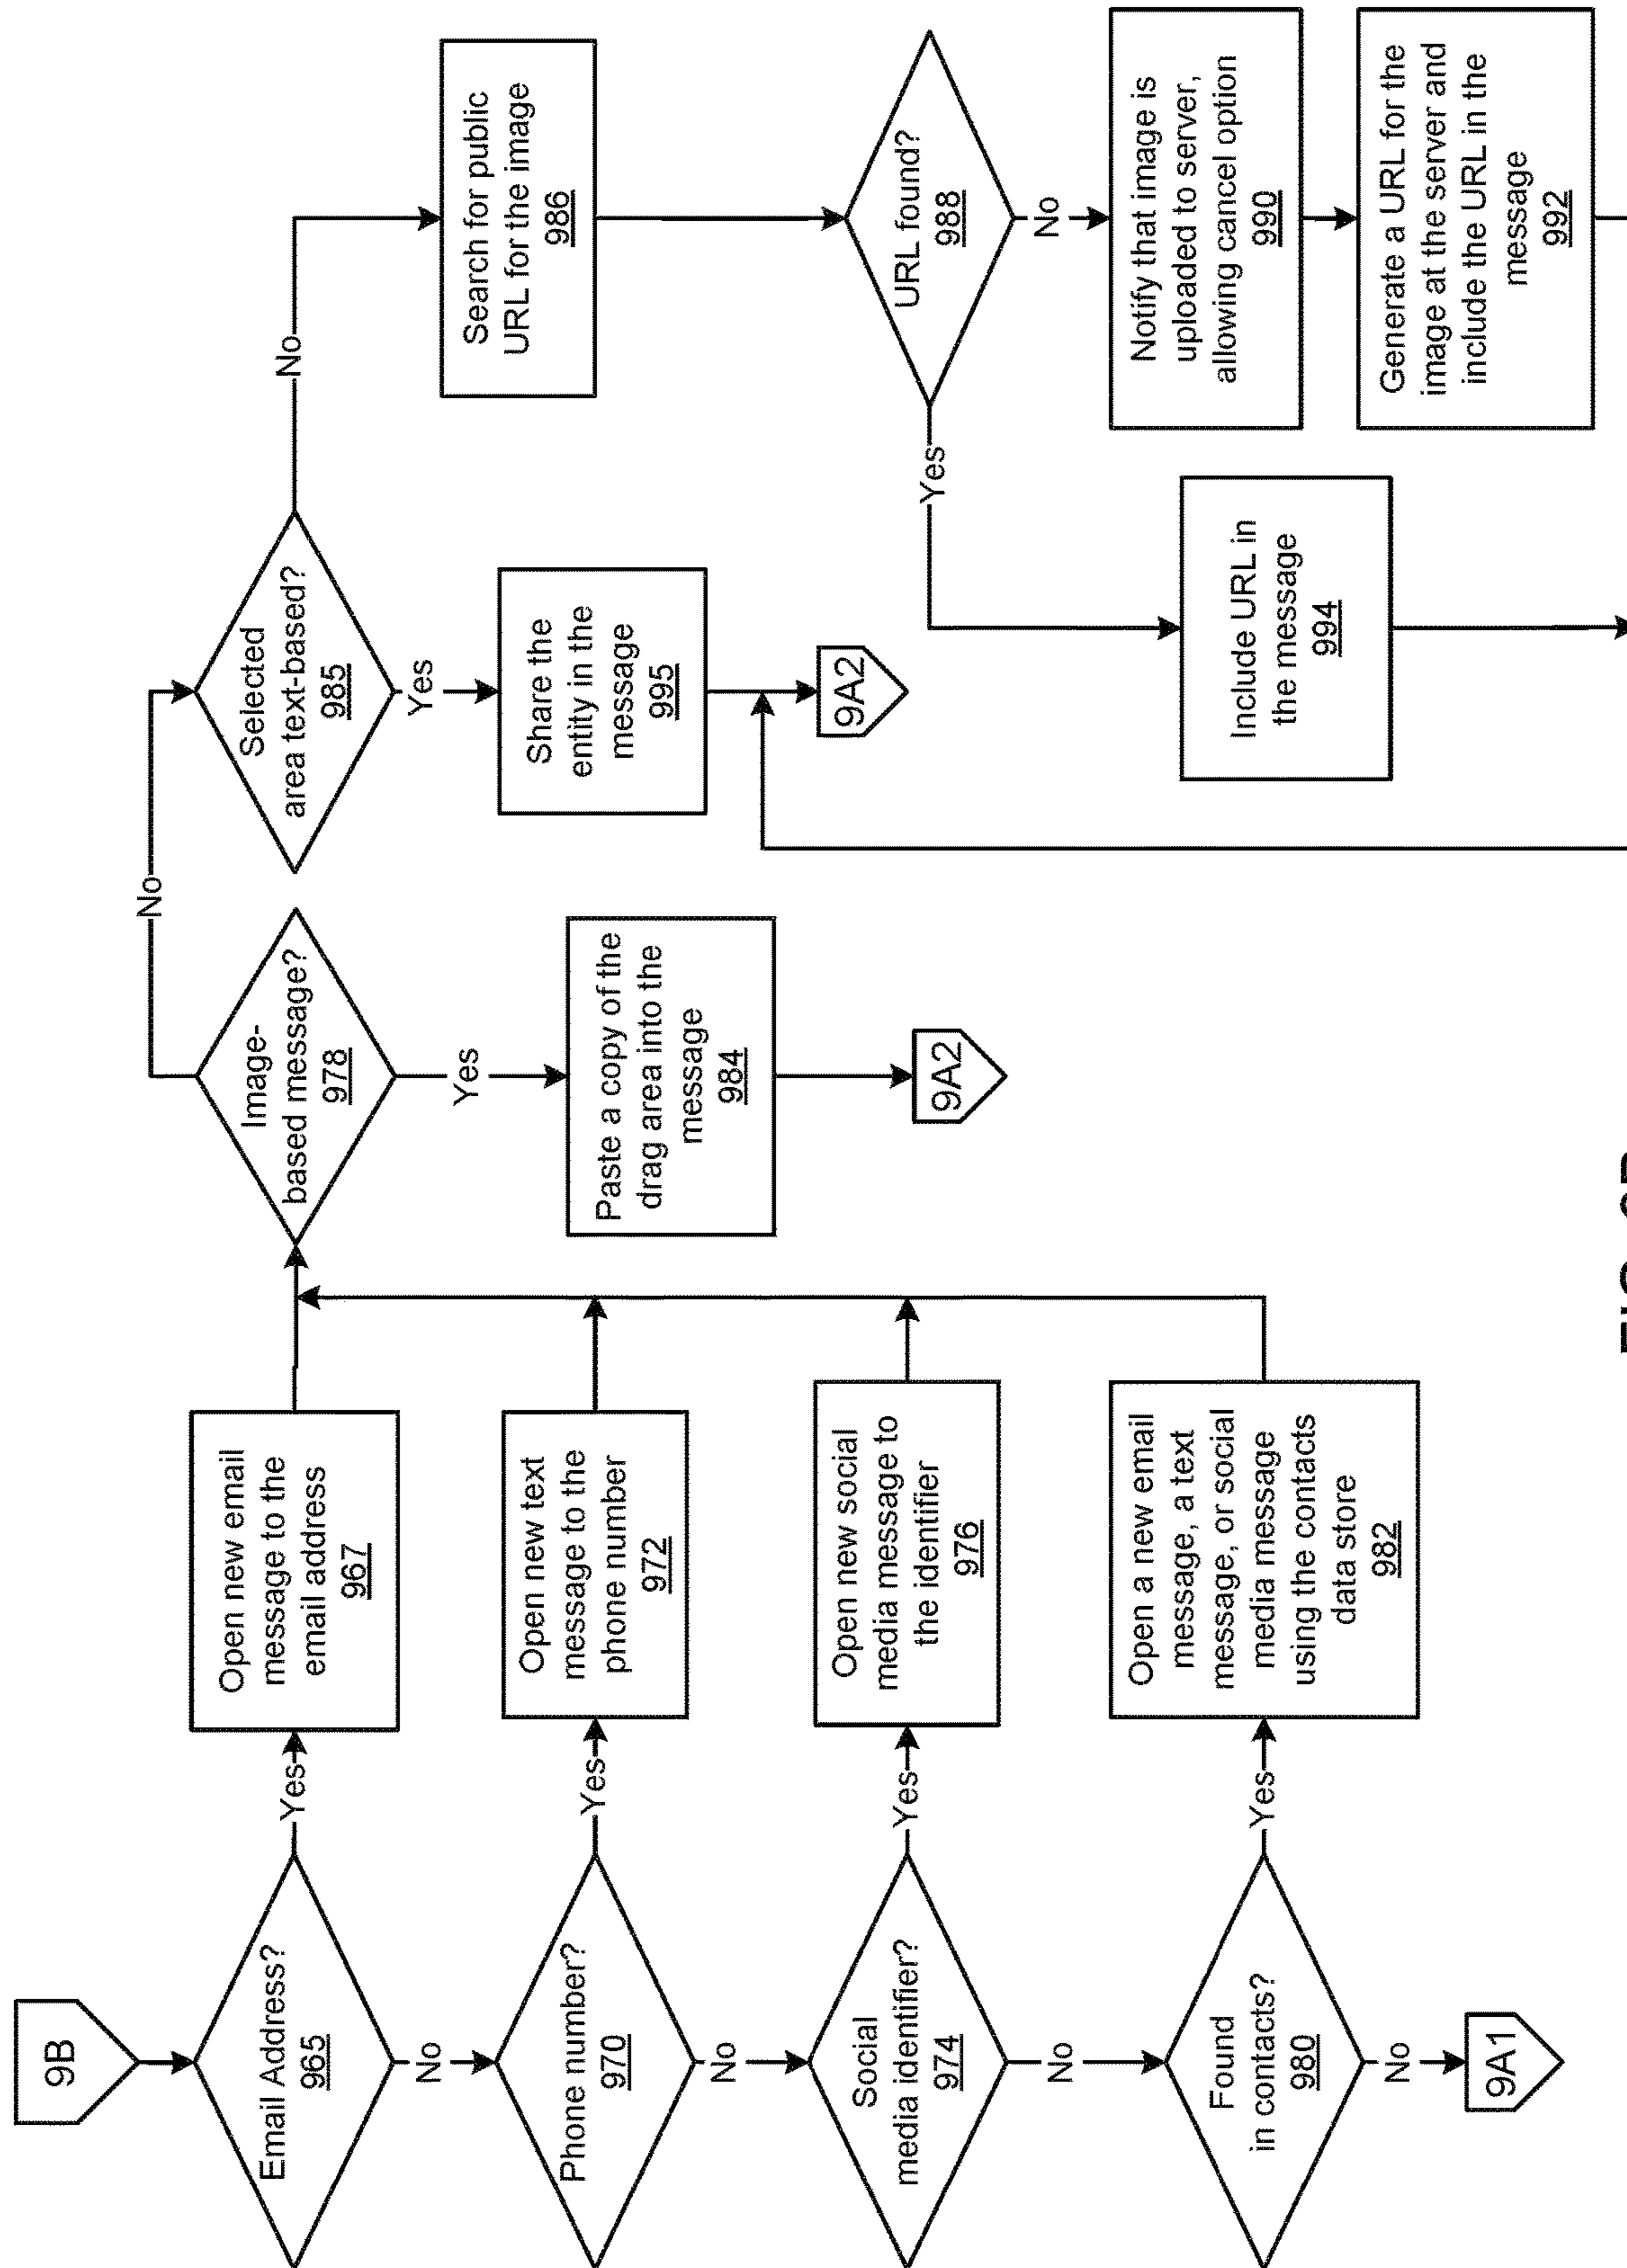 9B
Email Address?
965
Yes
Open new email
message to the
email address
967
No
Phone number?
970
Yes
Open new text
message to the
phone number
972
No
Social
media identifier?
974
Yes
Open new social
media message to
the identifier
976
No
Found
in contacts?
980
Yes
Open a new email
message, a text
message, or social
media message
using the contacts
data store
982
No
9A1
Image-
based message?
978
No
Yes
Paste a copy of the
drag area into the
message
984
9A2
Selected
area text-based?
985
No
Yes
Share the
entity in the
message
995
9A2
Search for public
URL for the image
986
URL found?
988
Yes
Include URL in
the message
994
No
Notify that image is
uploaded to server,
allowing cancel option
990
Generate a URL for the
image at the server and
include the URL in the
message
992